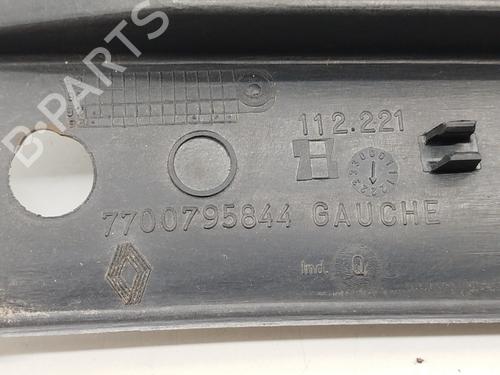 B-PARTS
112.221
7700795844 GAUCHE
Ind. Q